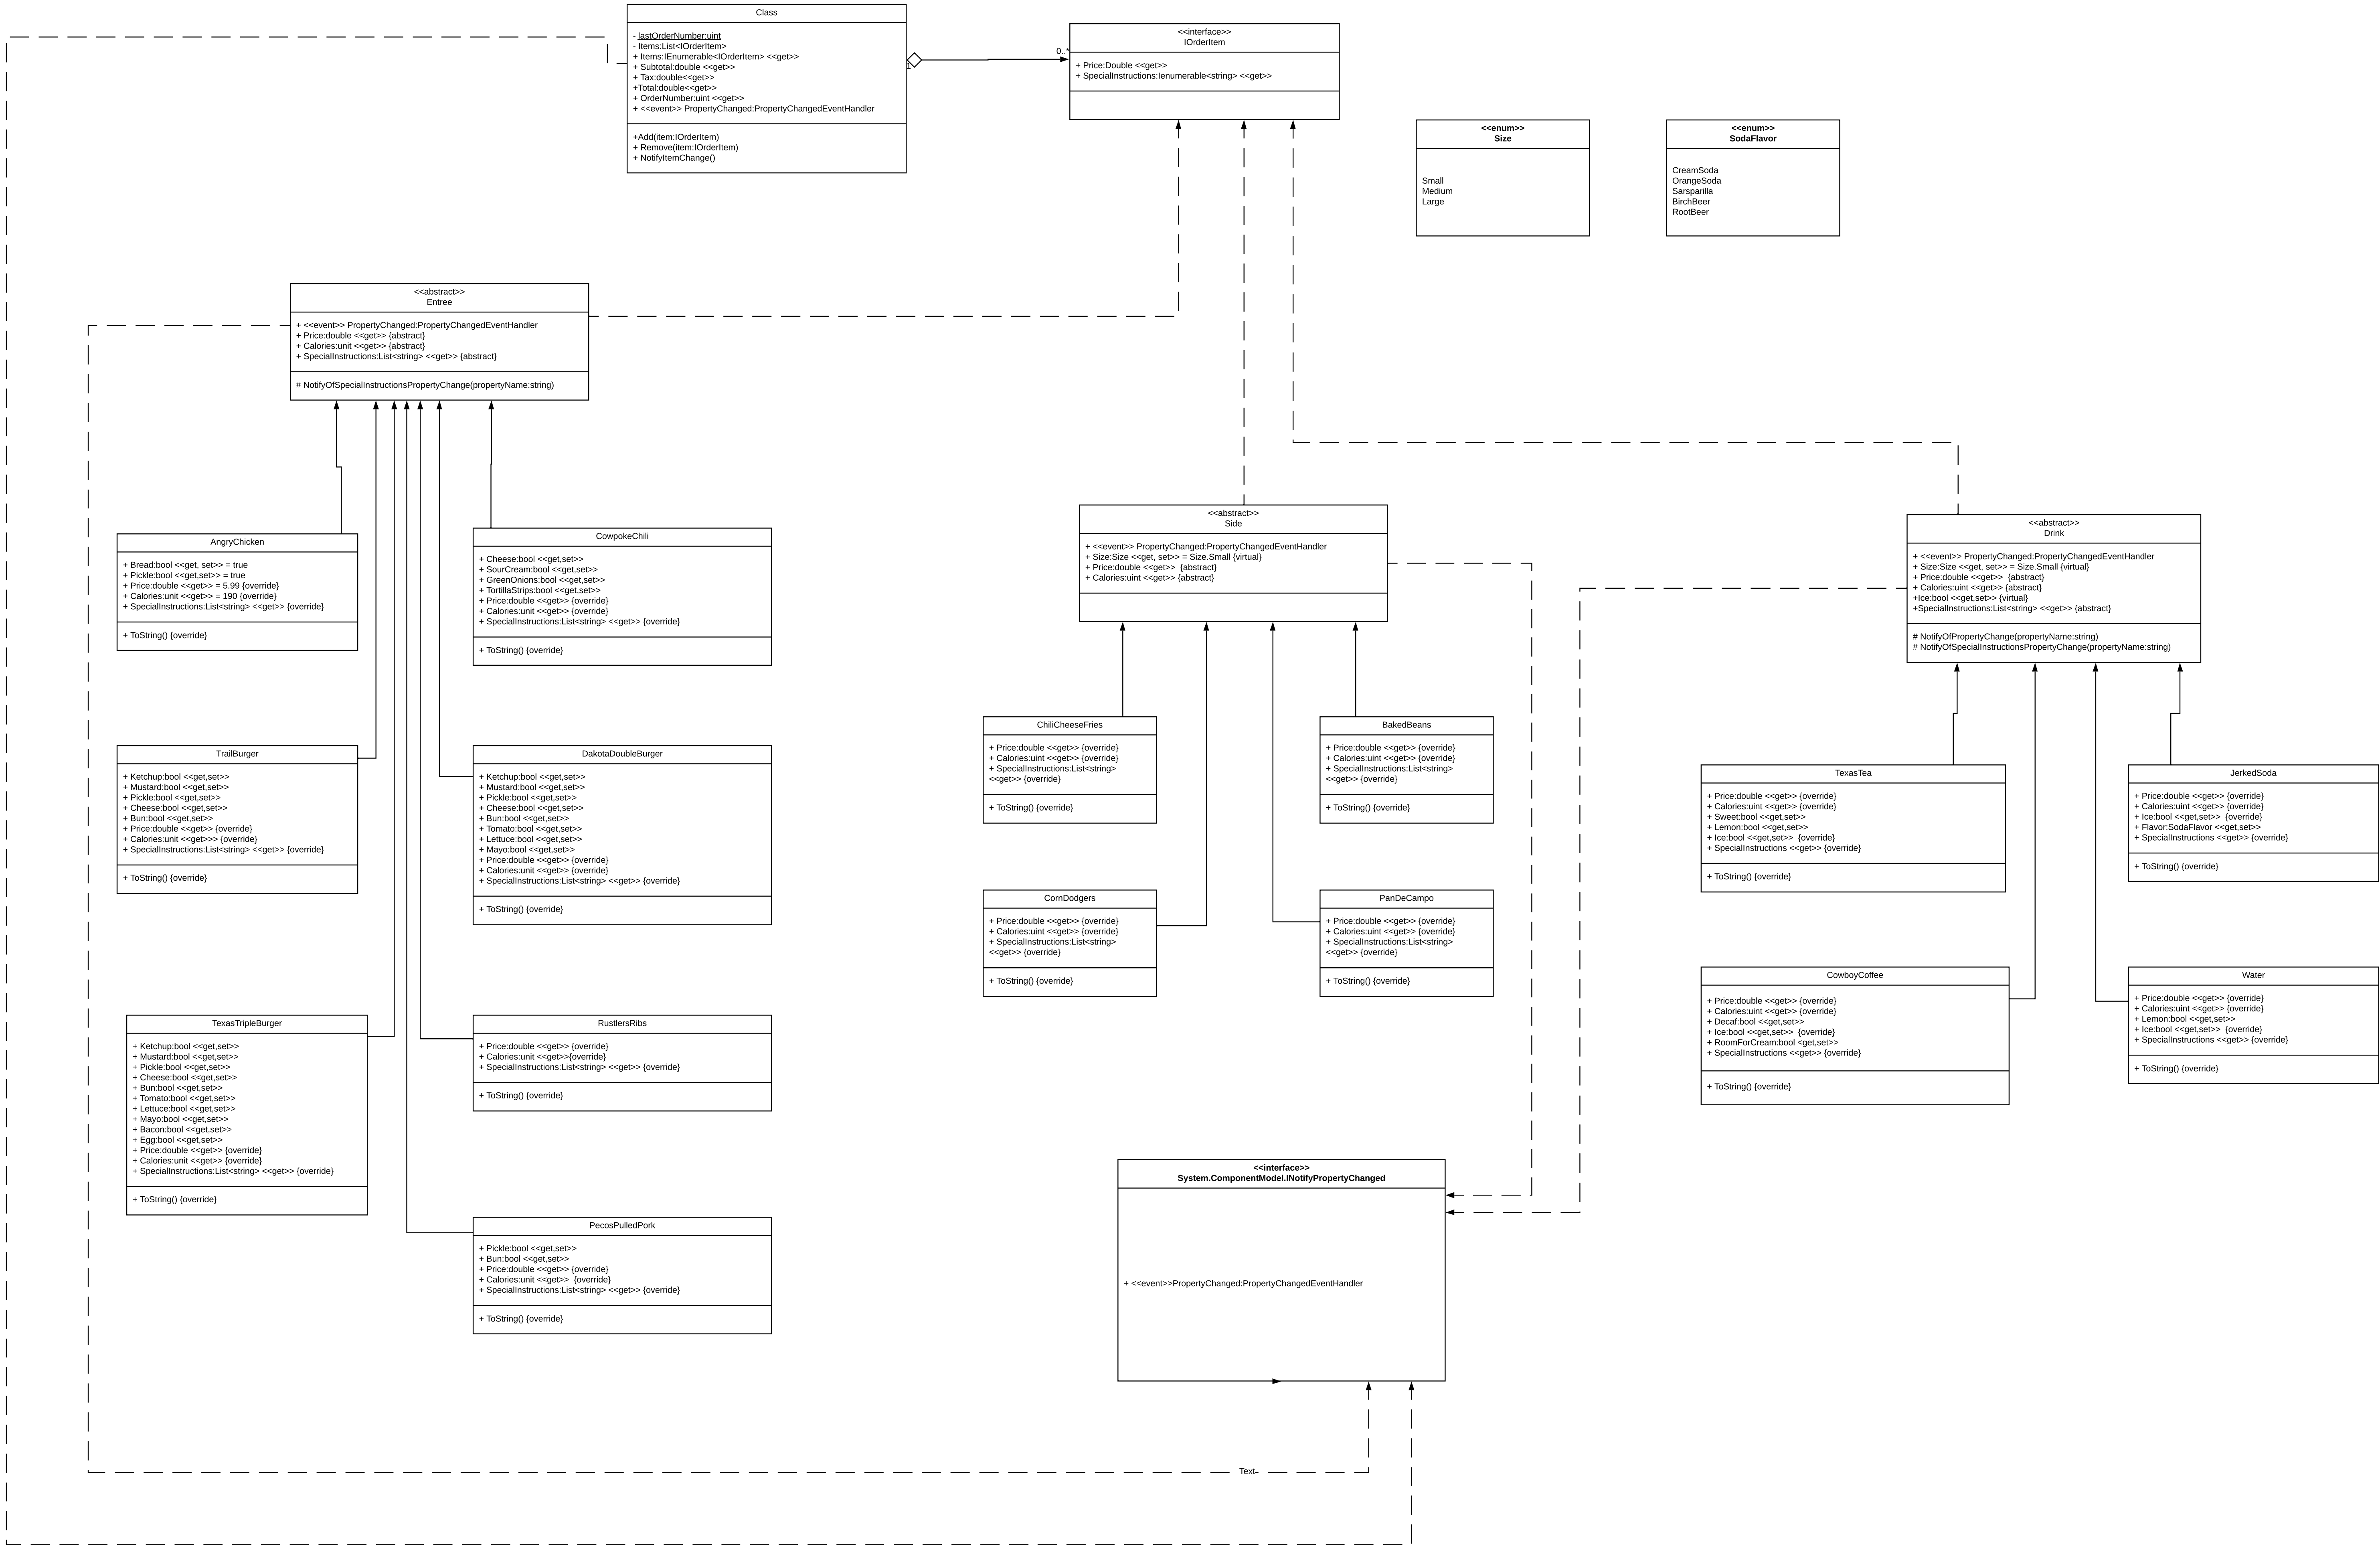 Class
- lastOrderNumber:uint
- Items:List<IOrderItem>
+ Items:IEnumerable<IOrderItem> <<get>>
+ Subtotal:double <<get>>
+ Tax:double<<get>>
+Total:double<<get>>
+ OrderNumber:uint <<get>>
+ <<event>> PropertyChanged:PropertyChangedEventHandler
+Add(item:IOrderItem)
+ Remove(item:IOrderItem)
+ NotifyItemChange()
1
0..*
<<interface>>
IOrderItem
+ Price:Double <<get>>
+ SpecialInstructions:Ienumerable<string> <<get>>
<<enum>>
Size
Small
Medium
Large
<<enum>>
SodaFlavor
CreamSoda
OrangeSoda
Sarsparilla
BirchBeer
RootBeer
<<abstract>>
Entree
+ <<event>> PropertyChanged:PropertyChangedEventHandler
+ Price:double <<get>> {abstract}
+ Calories:unit <<get>> {abstract}
+ SpecialInstructions:List<string> <<get>> {abstract}
# NotifyOfSpecialInstructionsPropertyChange(propertyName:string)
AngryChicken
+ Bread:bool <<get, set>> = true
+ Pickle:bool <<get,set>> = true
+ Price:double <<get>> = 5.99 {override}
+ Calories:unit <<get>> = 190 {override}
+ SpecialInstructions:List<string> <<get>> {override}
+ ToString() {override}
CowpokeChili
+ Cheese:bool <<get,set>>
+ SourCream:bool <<get,set>>
+ GreenOnions:bool <<get,set>>
+ TortillaStrips:bool <<get,set>>
+ Price:double <<get>> {override}
+ Calories:unit <<get>> {override}
+ SpecialInstructions:List<string> <<get>> {override}
+ ToString() {override}
<<abstract>>
Side
+ <<event>> PropertyChanged:PropertyChangedEventHandler
+ Size:Size <<get, set>> = Size.Small {virtual}
+ Price:double <<get>>  {abstract}
+ Calories:uint <<get>> {abstract}
<<abstract>>
Drink
+ <<event>> PropertyChanged:PropertyChangedEventHandler
+ Size:Size <<get, set>> = Size.Small {virtual}
+ Price:double <<get>>  {abstract}
+ Calories:uint <<get>> {abstract}
+Ice:bool <<get,set>> {virtual}
+SpecialInstructions:List<string> <<get>> {abstract}
# NotifyOfPropertyChange(propertyName:string)
# NotifyOfSpecialInstructionsPropertyChange(propertyName:string)
TrailBurger
+ Ketchup:bool <<get,set>>
+ Mustard:bool <<get,set>>
+ Pickle:bool <<get,set>>
+ Cheese:bool <<get,set>>
+ Bun:bool <<get,set>>
+ Price:double <<get>> {override}
+ Calories:unit <<get>>> {override}
+ SpecialInstructions:List<string> <<get>> {override}
+ ToString() {override}
DakotaDoubleBurger
+ Ketchup:bool <<get,set>>
+ Mustard:bool <<get,set>>
+ Pickle:bool <<get,set>>
+ Cheese:bool <<get,set>>
+ Bun:bool <<get,set>>
+ Tomato:bool <<get,set>>
+ Lettuce:bool <<get,set>>
+ Mayo:bool <<get,set>>
+ Price:double <<get>> {override}
+ Calories:unit <<get>> {override}
+ SpecialInstructions:List<string> <<get>> {override}
+ ToString() {override}
ChiliCheeseFries
+ Price:double <<get>> {override}
+ Calories:uint <<get>> {override}
+ SpecialInstructions:List<string>
<<get>> {override}
+ ToString() {override}
BakedBeans
+ Price:double <<get>> {override}
+ Calories:uint <<get>> {override}
+ SpecialInstructions:List<string>
<<get>> {override}
+ ToString() {override}
TexasTea
+ Price:double <<get>> {override}
+ Calories:uint <<get>> {override}
+ Sweet:bool <<get,set>>
+ Lemon:bool <<get,set>>
+ Ice:bool <<get,set>>  {override}
+ SpecialInstructions <<get>> {override}
+ ToString() {override}
JerkedSoda
+ Price:double <<get>> {override}
+ Calories:uint <<get>> {override}
+ Ice:bool <<get,set>>  {override}
+ Flavor:SodaFlavor <<get,set>>
+ SpecialInstructions <<get>> {override}
+ ToString() {override}
CornDodgers
+ Price:double <<get>> {override}
+ Calories:uint <<get>> {override}
+ SpecialInstructions:List<string>
<<get>> {override}
+ ToString() {override}
PanDeCampo
+ Price:double <<get>> {override}
+ Calories:uint <<get>> {override}
+ SpecialInstructions:List<string>
<<get>> {override}
+ ToString() {override}
CowboyCoffee
+ Price:double <<get>> {override}
+ Calories:uint <<get>> {override}
+ Decaf:bool <<get,set>>
+ Ice:bool <<get,set>>  {override}
+ RoomForCream:bool <get,set>>
+ SpecialInstructions <<get>> {override}
+ ToString() {override}
Water
+ Price:double <<get>> {override}
+ Calories:uint <<get>> {override}
+ Lemon:bool <<get,set>>
+ Ice:bool <<get,set>>  {override}
+ SpecialInstructions <<get>> {override}
+ ToString() {override}
TexasTripleBurger
+ Ketchup:bool <<get,set>>
+ Mustard:bool <<get,set>>
+ Pickle:bool <<get,set>>
+ Cheese:bool <<get,set>>
+ Bun:bool <<get,set>>
+ Tomato:bool <<get,set>>
+ Lettuce:bool <<get,set>>
+ Mayo:bool <<get,set>>
+ Bacon:bool <<get,set>>
+ Egg:bool <<get,set>>
+ Price:double <<get>> {override}
+ Calories:unit <<get>> {override}
+ SpecialInstructions:List<string> <<get>> {override}
+ ToString() {override}
RustlersRibs
+ Price:double <<get>> {override}
+ Calories:unit <<get>>{override}
+ SpecialInstructions:List<string> <<get>> {override}
+ ToString() {override}
PecosPulledPork
+ Pickle:bool <<get,set>>
+ Bun:bool <<get,set>>
+ Price:double <<get>> {override}
+ Calories:unit <<get>>  {override}
+ SpecialInstructions:List<string> <<get>> {override}
+ ToString() {override}
<<interface>>
System.ComponentModel.INotifyPropertyChanged
+ <<event>>PropertyChanged:PropertyChangedEventHandler
Text